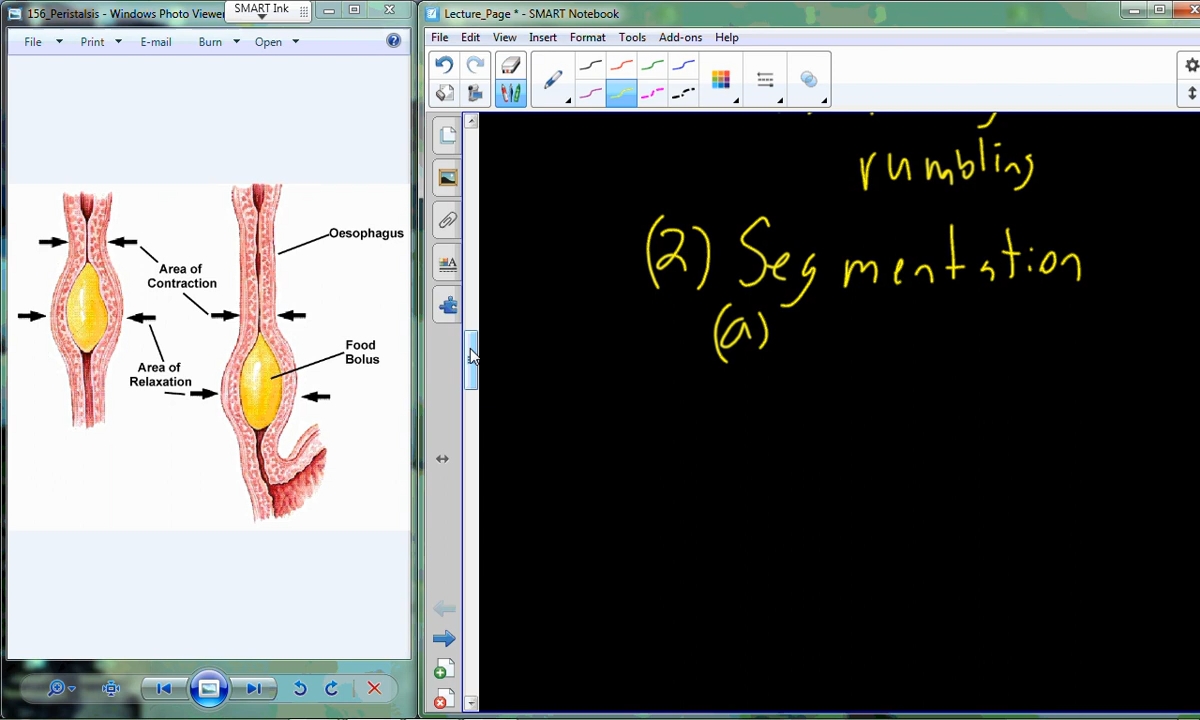 156_Peristalsis - Windows Photo Viewer
SMART Ink
File Print E-mail Burn Open
Oesophagus
Area of
Contraction
Food
Bolus
Area of
Relaxation
Lecture_Page * - SMART Notebook
File Edit View Insert Format Tools Add-ons Help
rumbling
(2) Segmentation
(a)